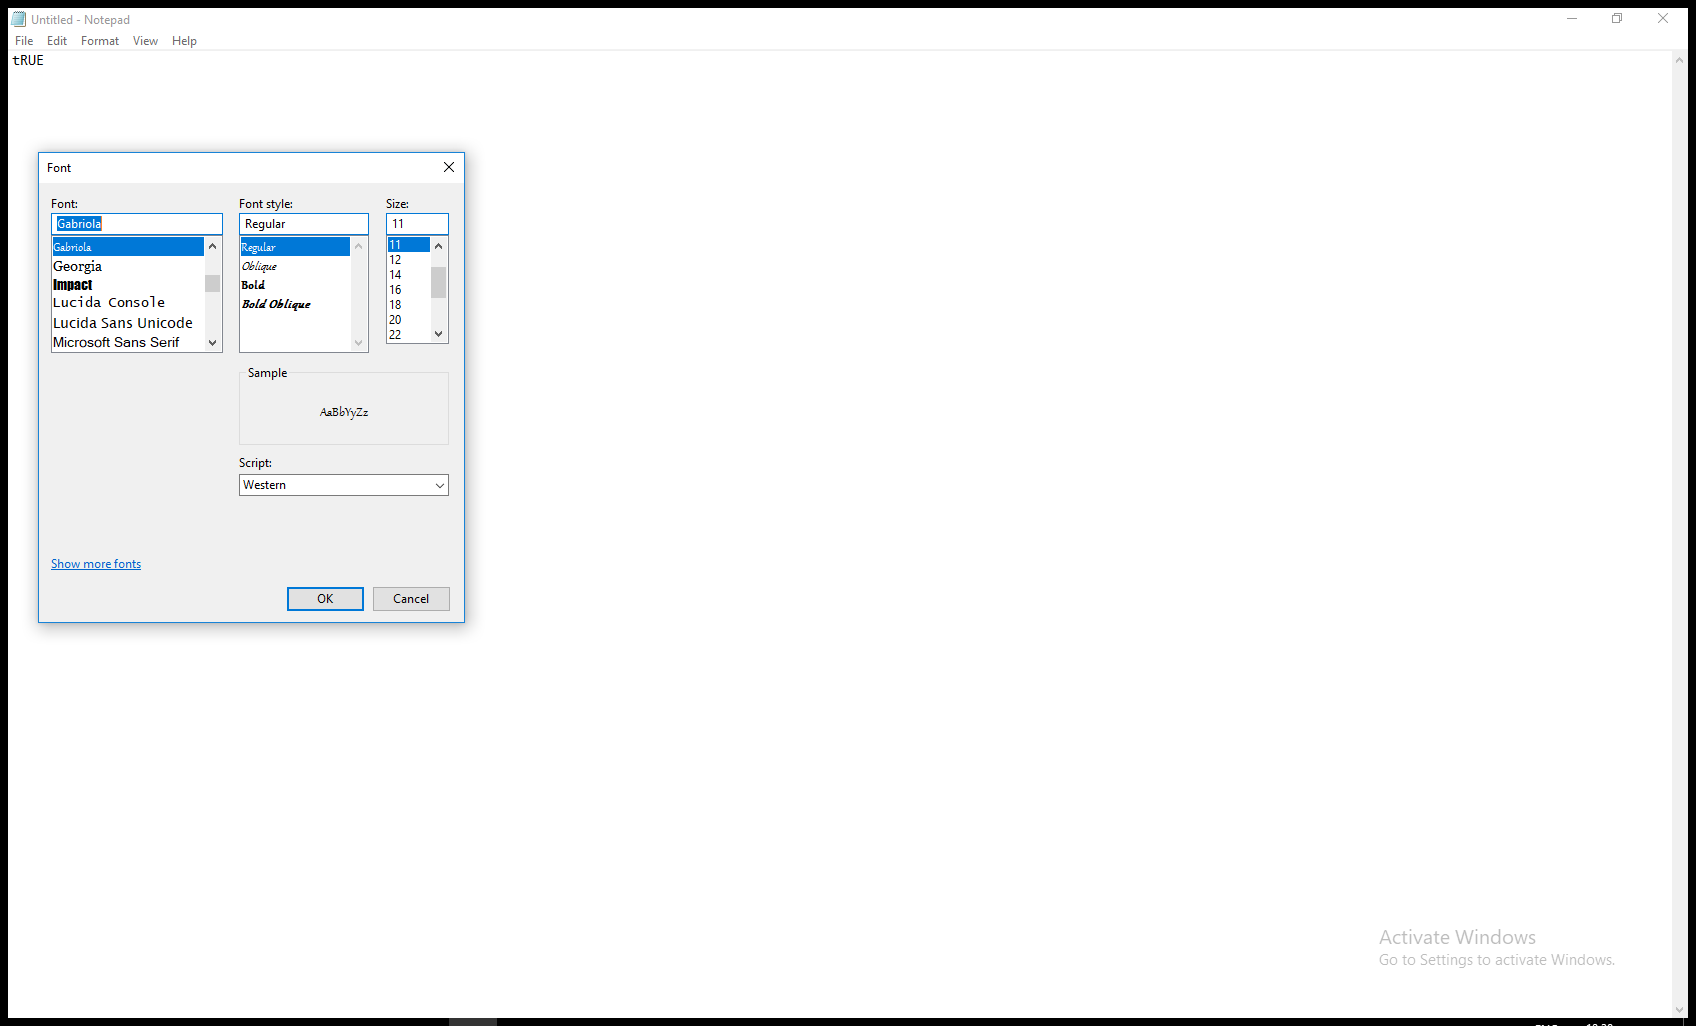 Untitled - Notepad
File Edit Format View Help
tRUE
Font
Font: Font style: Size:
Gabriola Regular 11
Gabriola
Georgia
Impact
Lucida Console
Lucida Sans Unicode
Microsoft Sans Serif
Regular
Oblique
Bold
Bold Oblique
11
12
14
16
18
20
22
Sample
AaBbYyZz
Script:
Western
Show more fonts
OK Cancel
Activate Windows
Go to Settings to activate Windows.